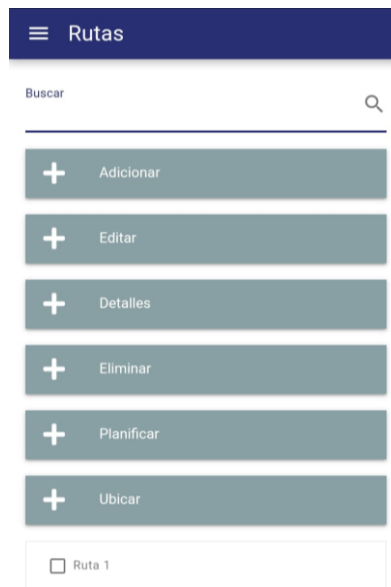 Rutas
Buscar
Adicionar
Editar
Detalles
Eliminar
Planificar
Ubicar
Ruta 1